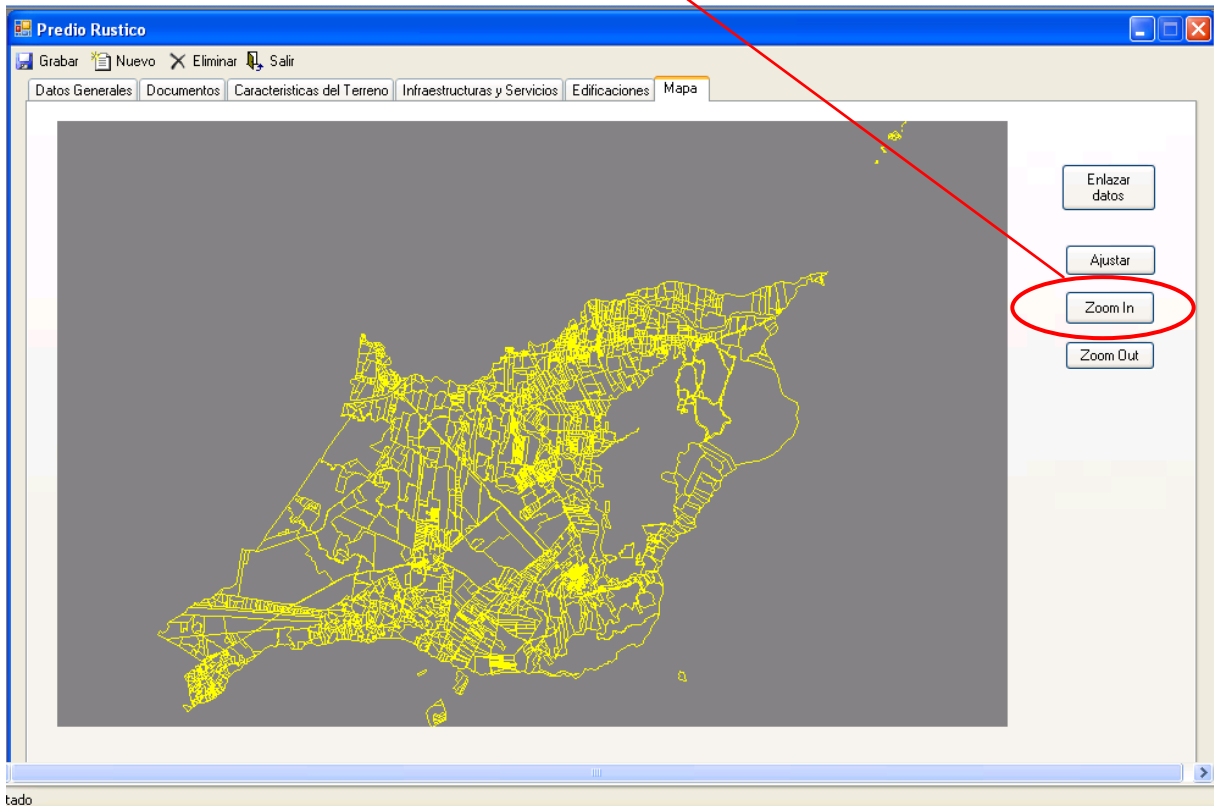 Predio Rustico
Grabar Nuevo Eliminar Salir
Datos Generales Documentos Caracteristicas del Terreno Infraestructuras y Servicios Edificaciones Mapa
Enlazar
datos
Ajustar
Zoom In
Zoom Out
tado